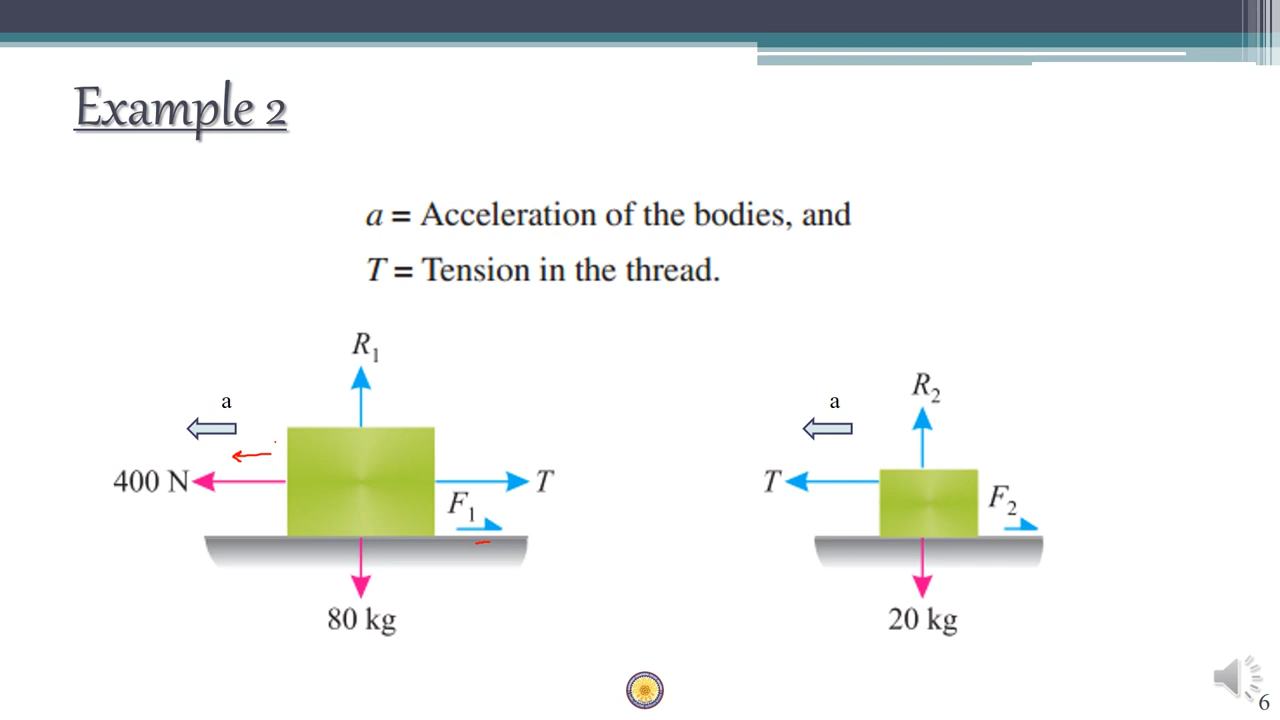 Example 2
a = Acceleration of the bodies, and
T = Tension in the thread.
R₁
a
400 N
T
F₁
80 kg
R₂
a
T
F₂
20 kg
6